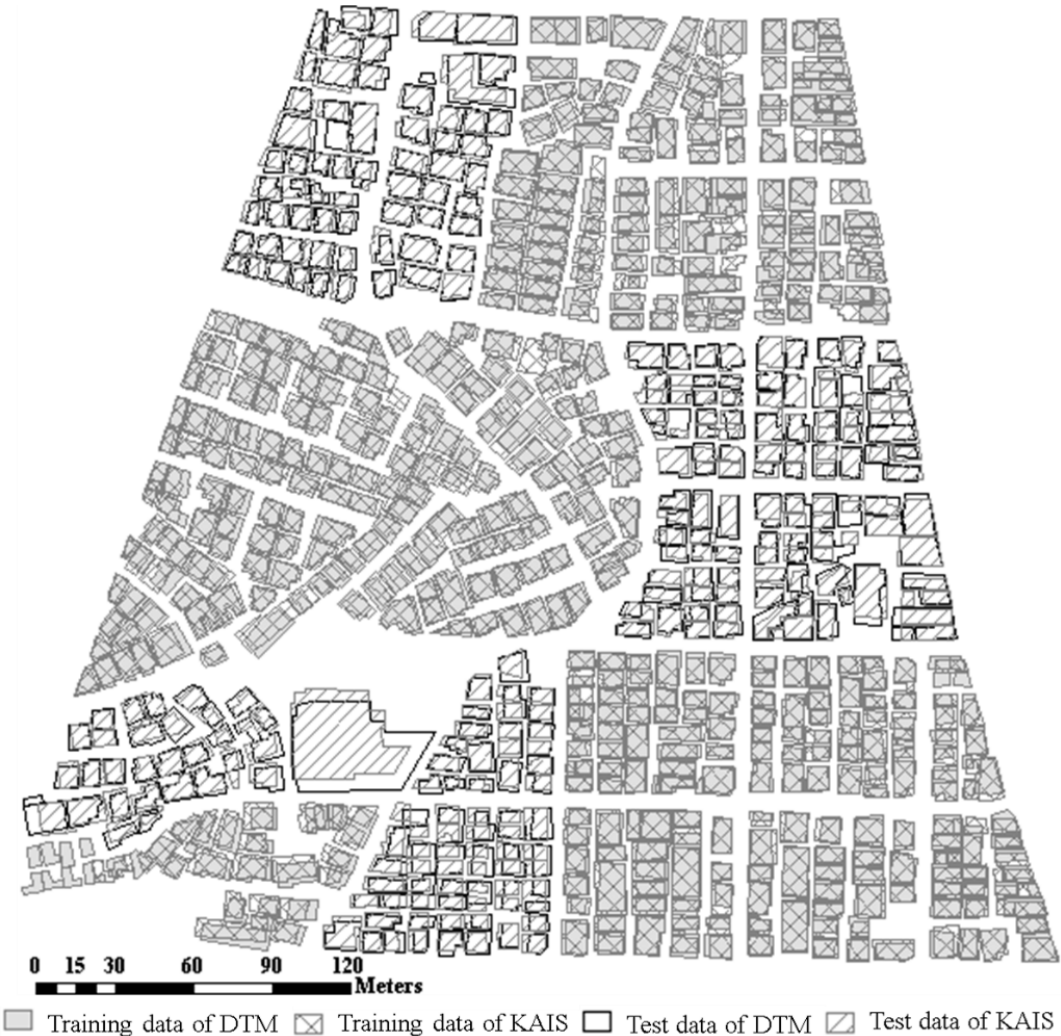 0 15 30 60 90 120
Meters
Training data of DTM Training data of KAIS Test data of DTM Test data of KAIS